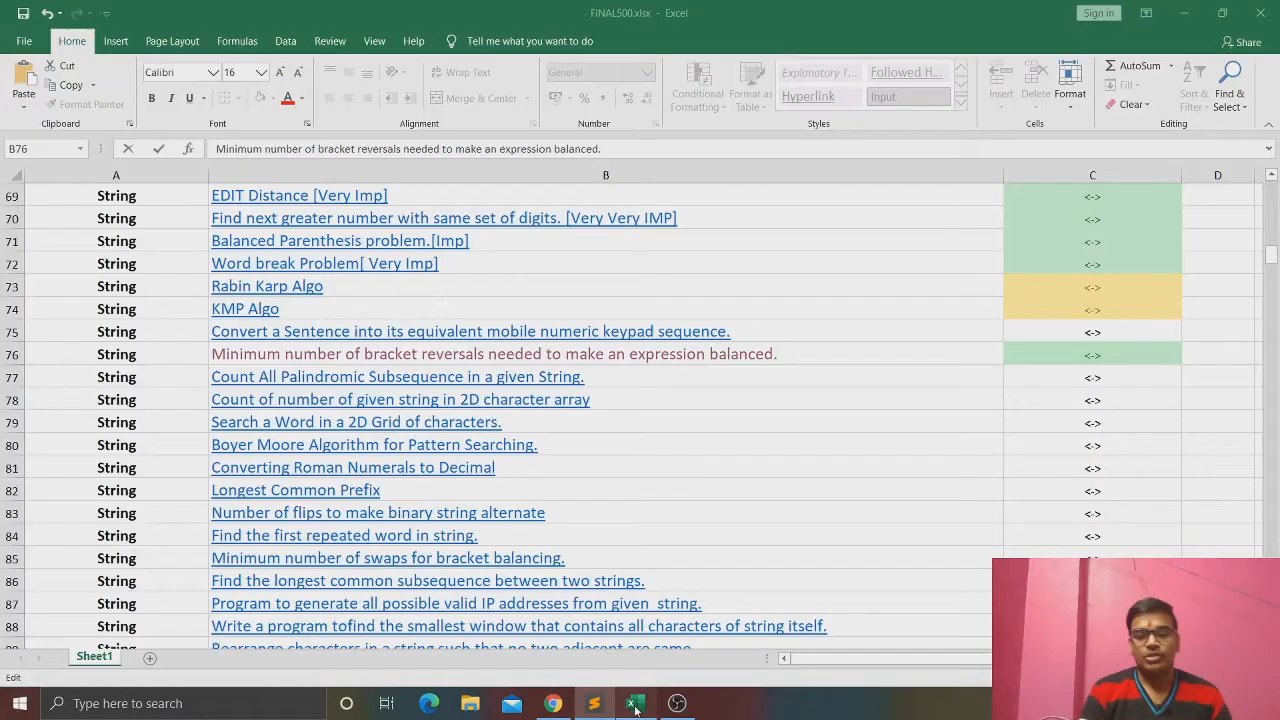 FINAL500.xlsx - Excel
Sign in
File Home Insert Page Layout Formulas Data Review View Help Tell me what you want to do
Share
Paste
Cut
Copy
Format Painter
Clipboard
Calibri 16
B I U
Font
Wrap Text
Merge & Center
Alignment
General
Number
Conditional Formatting
Format as Table
Explanatory T...
Followed H...
Hyperlink
Input
Styles
Insert Delete Format
Cells
AutoSum
Fill
Clear
Sort & Filter
Find & Select
Editing
B76 fx Minimum number of bracket reversals needed to make an expression balanced.
A B C D
69 String EDIT Distance [Very Imp] <->
70 String Find next greater number with same set of digits. [Very Very IMP] <->
71 String Balanced Parenthesis problem.[Imp] <->
72 String Word break Problem[ Very Imp] <->
73 String Rabin Karp Algo <->
74 String KMP Algo <->
75 String Convert a Sentence into its equivalent mobile numeric keypad sequence. <->
76 String Minimum number of bracket reversals needed to make an expression balanced. <->
77 String Count All Palindromic Subsequence in a given String. <->
78 String Count of number of given string in 2D character array <->
79 String Search a Word in a 2D Grid of characters. <->
80 String Boyer Moore Algorithm for Pattern Searching. <->
81 String Converting Roman Numerals to Decimal <->
82 String Longest Common Prefix <->
83 String Number of flips to make binary string alternate <->
84 String Find the first repeated word in string. <->
85 String Minimum number of swaps for bracket balancing. <->
86 String Find the longest common subsequence between two strings.
87 String Program to generate all possible valid IP addresses from given string.
88 String Write a program tofind the smallest window that contains all characters of string itself.
Rearrange characters in a string such that no two adjacent are same
Sheet1
Edit
Type here to search